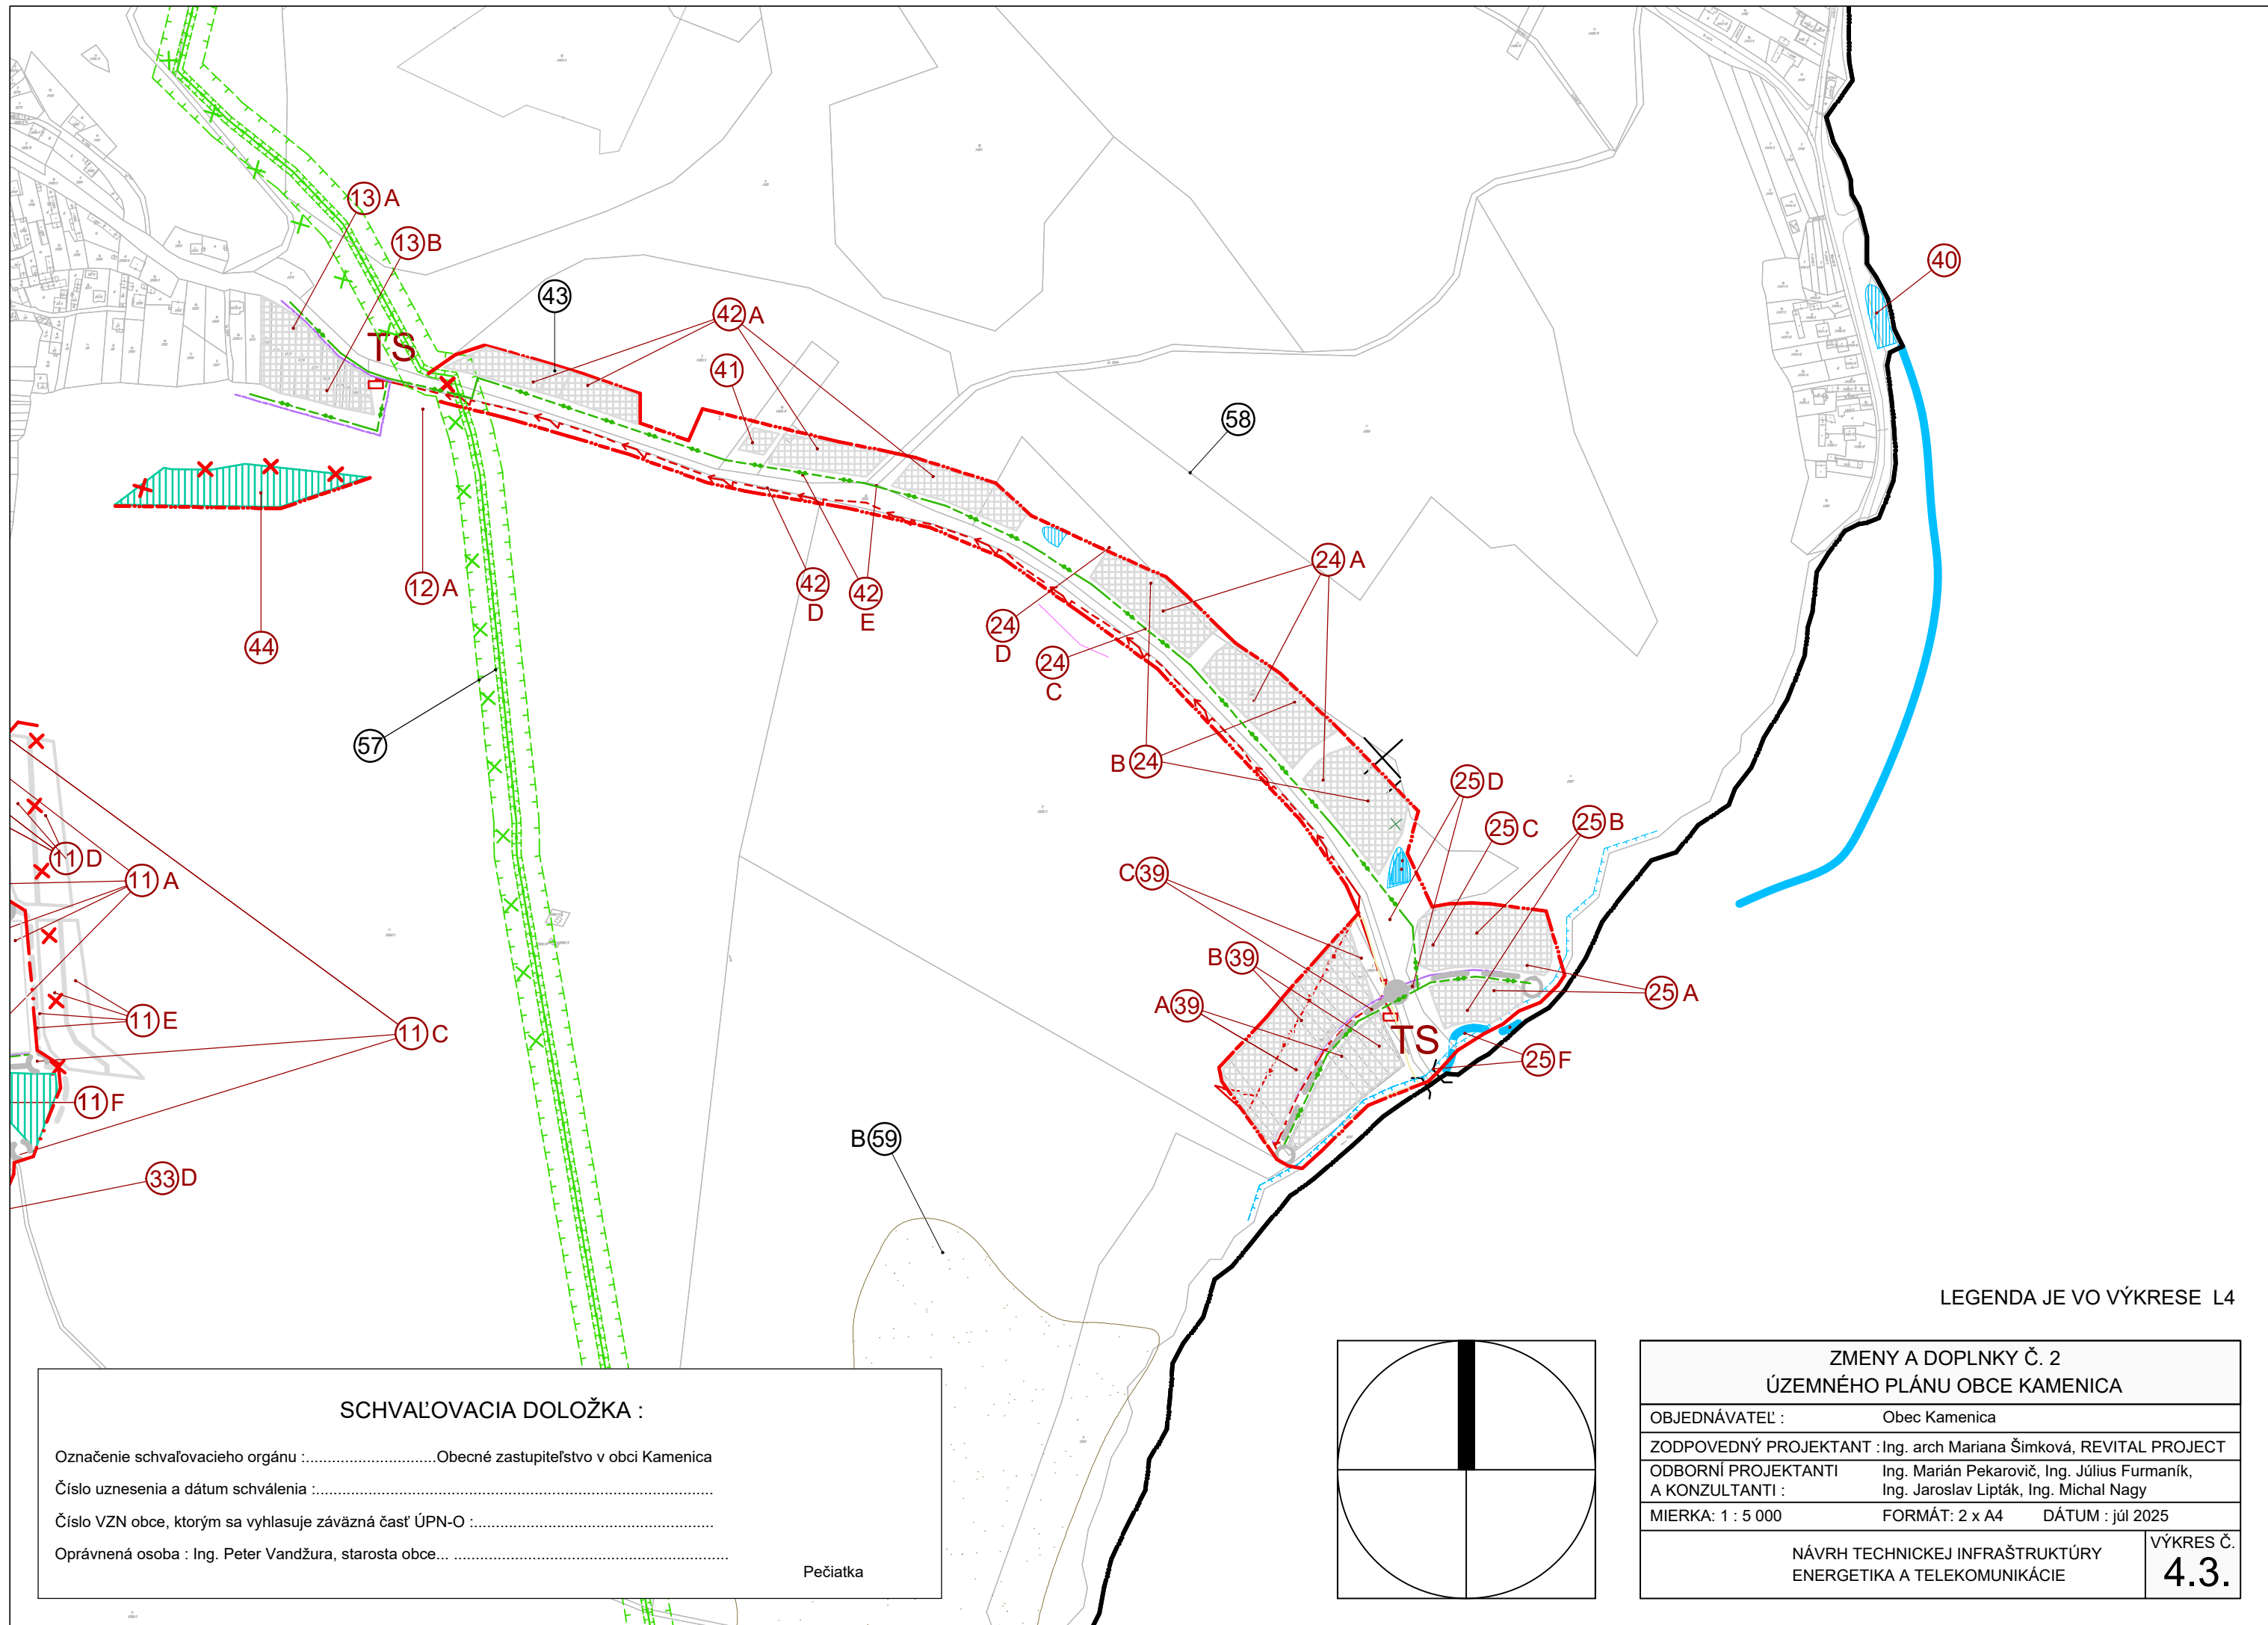 13 A
13 B
TS
43
42 A
41
40
58
44
12 A
42
D
42
E
24 A
24
D
24
C
B 24
57
25 D
25 C
25 B
C 39
B 39
A 39
25 A
TS
25 F
11 D
11 A
11 E
11 C
11 F
33 D
B 59
LEGENDA JE VO VÝKRESE L4
SCHVAĽOVACIA DOLOŽKA :
Označenie schvaľovacieho orgánu :..............................Obecné zastupiteľstvo v obci Kamenica
Číslo uznesenia a dátum schválenia :............................................................................................
Číslo VZN obce, ktorým sa vyhlasuje záväzná časť ÚPN-O :.......................................................
Oprávnená osoba : Ing. Peter Vandžura, starosta obce... ...............................................................
Pečiatka
ZMENY A DOPLNKY Č. 2
ÚZEMNÉHO PLÁNU OBCE KAMENICA
OBJEDNÁVATEĽ : Obec Kamenica
ZODPOVEDNÝ PROJEKTANT : Ing. arch Mariana Šimková, REVITAL PROJECT
ODBORNÍ PROJEKTANTI Ing. Marián Pekarovič, Ing. Július Furmaník,
A KONZULTANTI : Ing. Jaroslav Lipták, Ing. Michal Nagy
MIERKA: 1 : 5 000 FORMÁT: 2 x A4 DÁTUM : júl 2025
NÁVRH TECHNICKEJ INFRAŠTRUKTÚRY
ENERGETIKA A TELEKOMUNIKÁCIE
VÝKRES Č.
4.3.